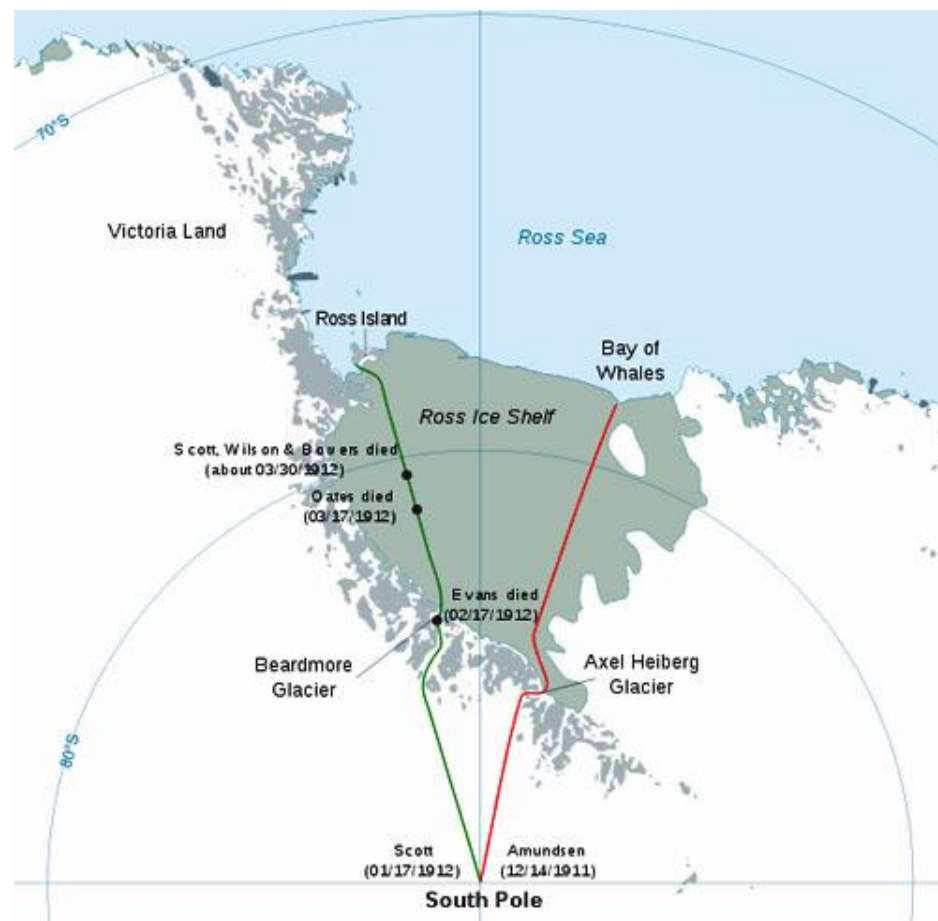 70°S
Victoria Land
Ross Sea
Ross Island
Bay of
Whales
Ross Ice Shelf
Scott, Wilson & Bowers died
(about 03/30/1912)
Oates died
(03/17/1912)
Evans died
(02/17/1912)
Beardmore
Glacier
Axel Heiberg
Glacier
80°S
Scott
(01/17/1912)
Amundsen
(12/14/1911)
South Pole